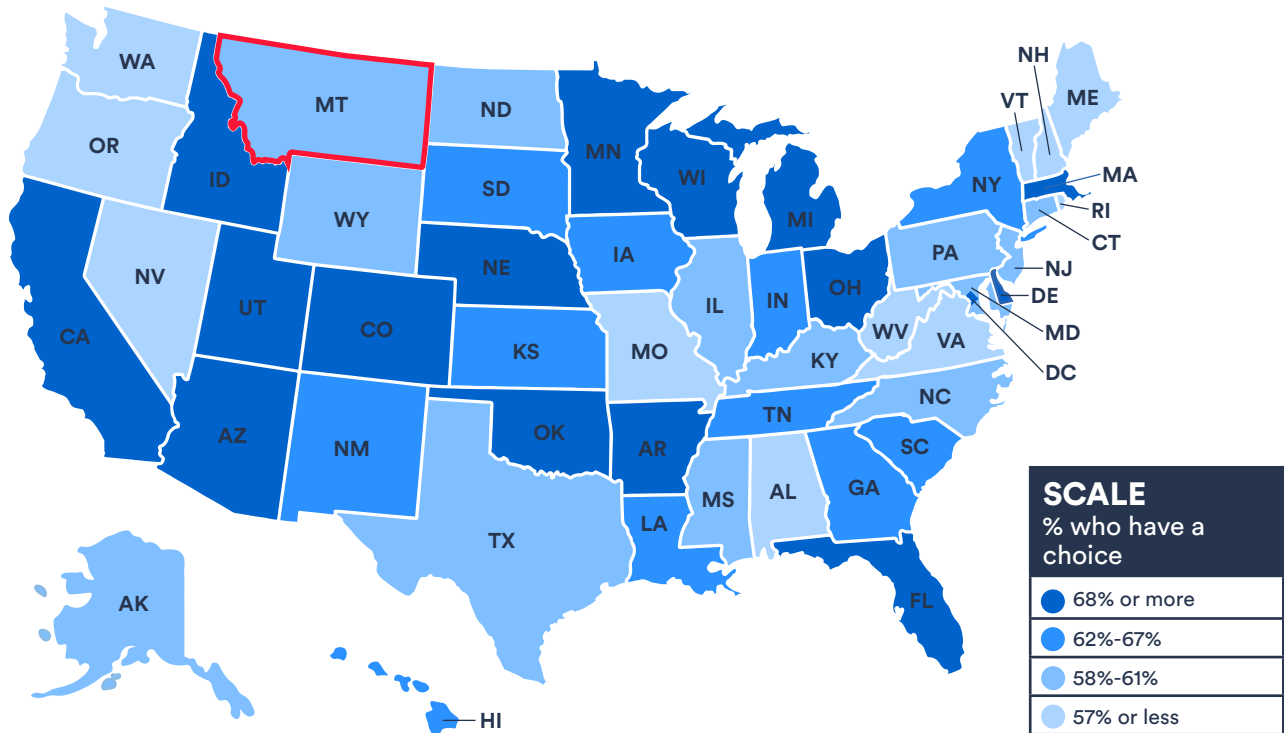 NH
WA
ME
VT
MT
ND
OR
MN
NY
MA
ID
WI
SD
RI
MI
WY
CT
PA
IA
NE
NJ
NV
OH
DE
IN
IL
UT
CO
MD
CA
WV
VA
MO
KS
KY
DC
NC
TN
AZ
OK
NM
AR
SC
GA
MS
AL
LA
TX
AK
FL
HI
SCALE
% who have a
choice
68% or more
62%-67%
58%-61%
57% or less